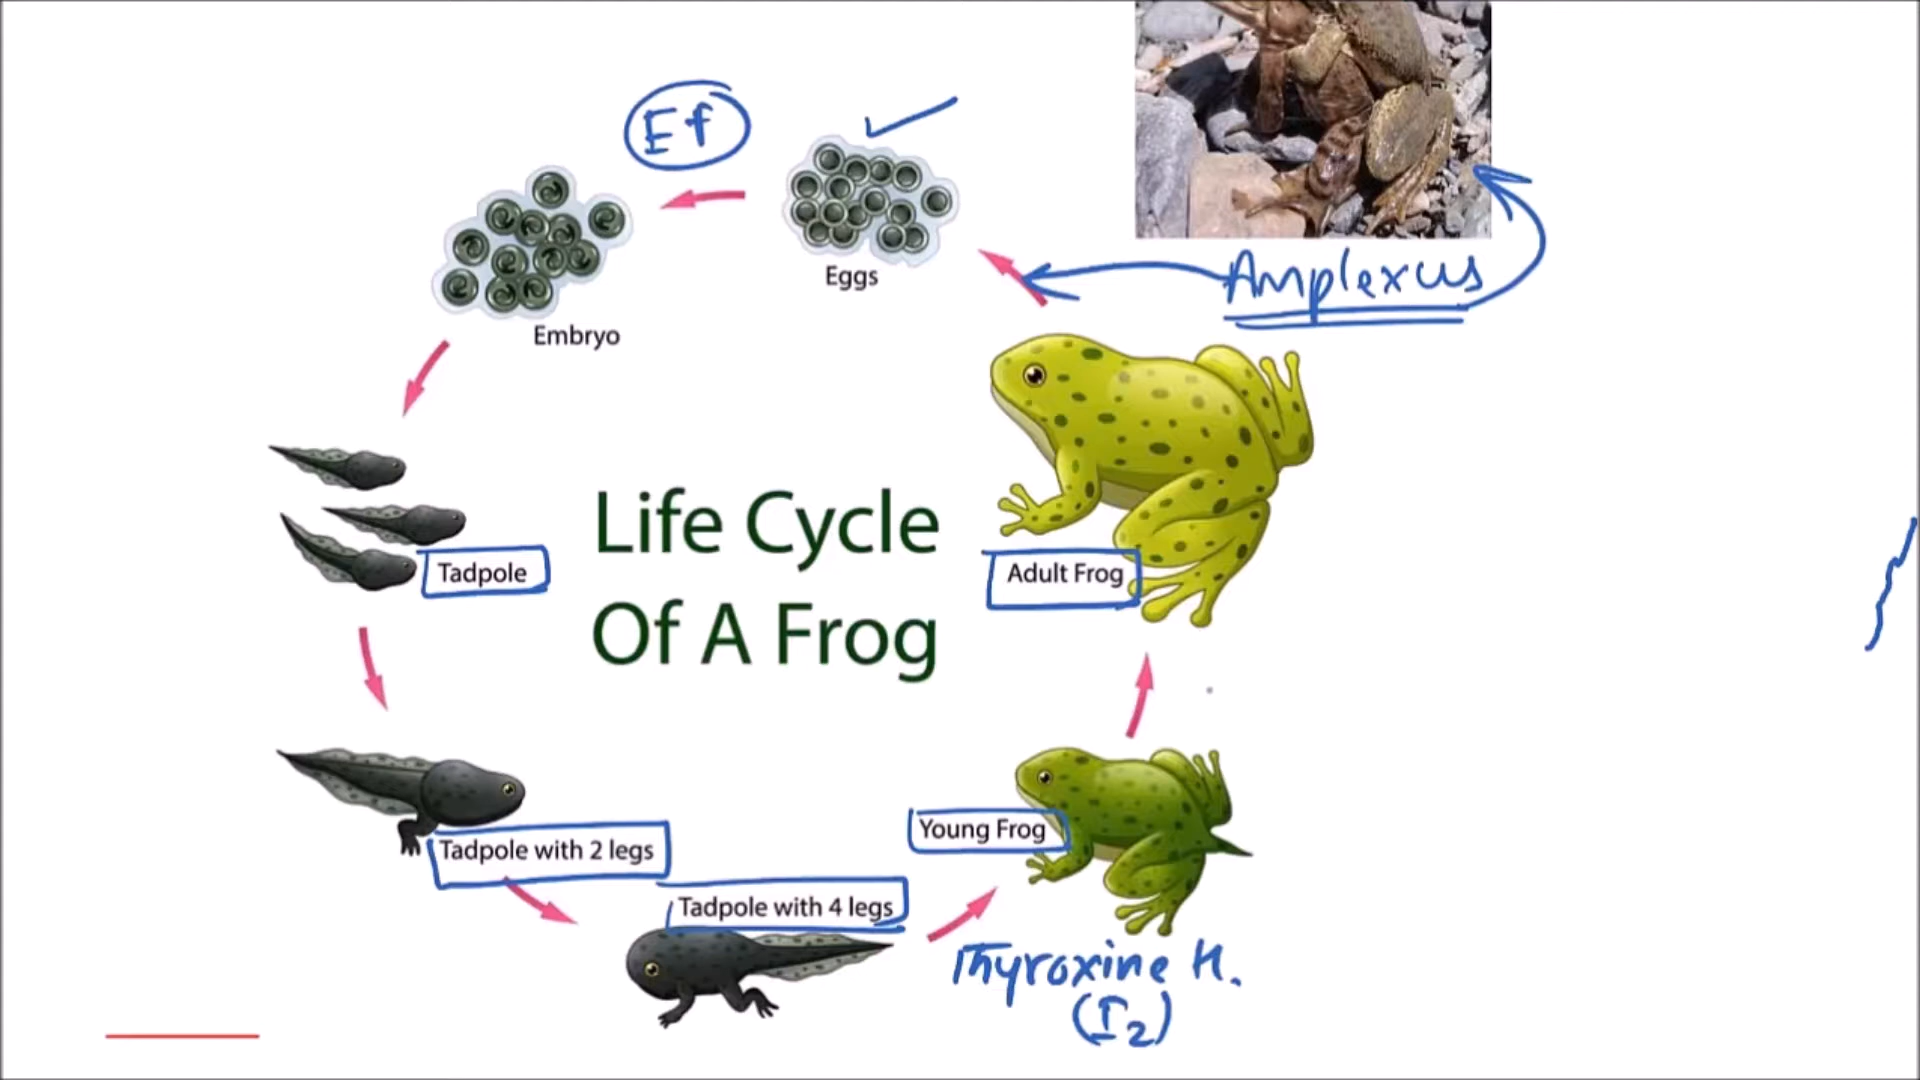 Ef
Eggs
Amplexus
Embryo
Life Cycle
Of A Frog
Tadpole
Adult Frog
Tadpole with 2 legs
Young Frog
Tadpole with 4 legs
Thyroxine H.
(I2)